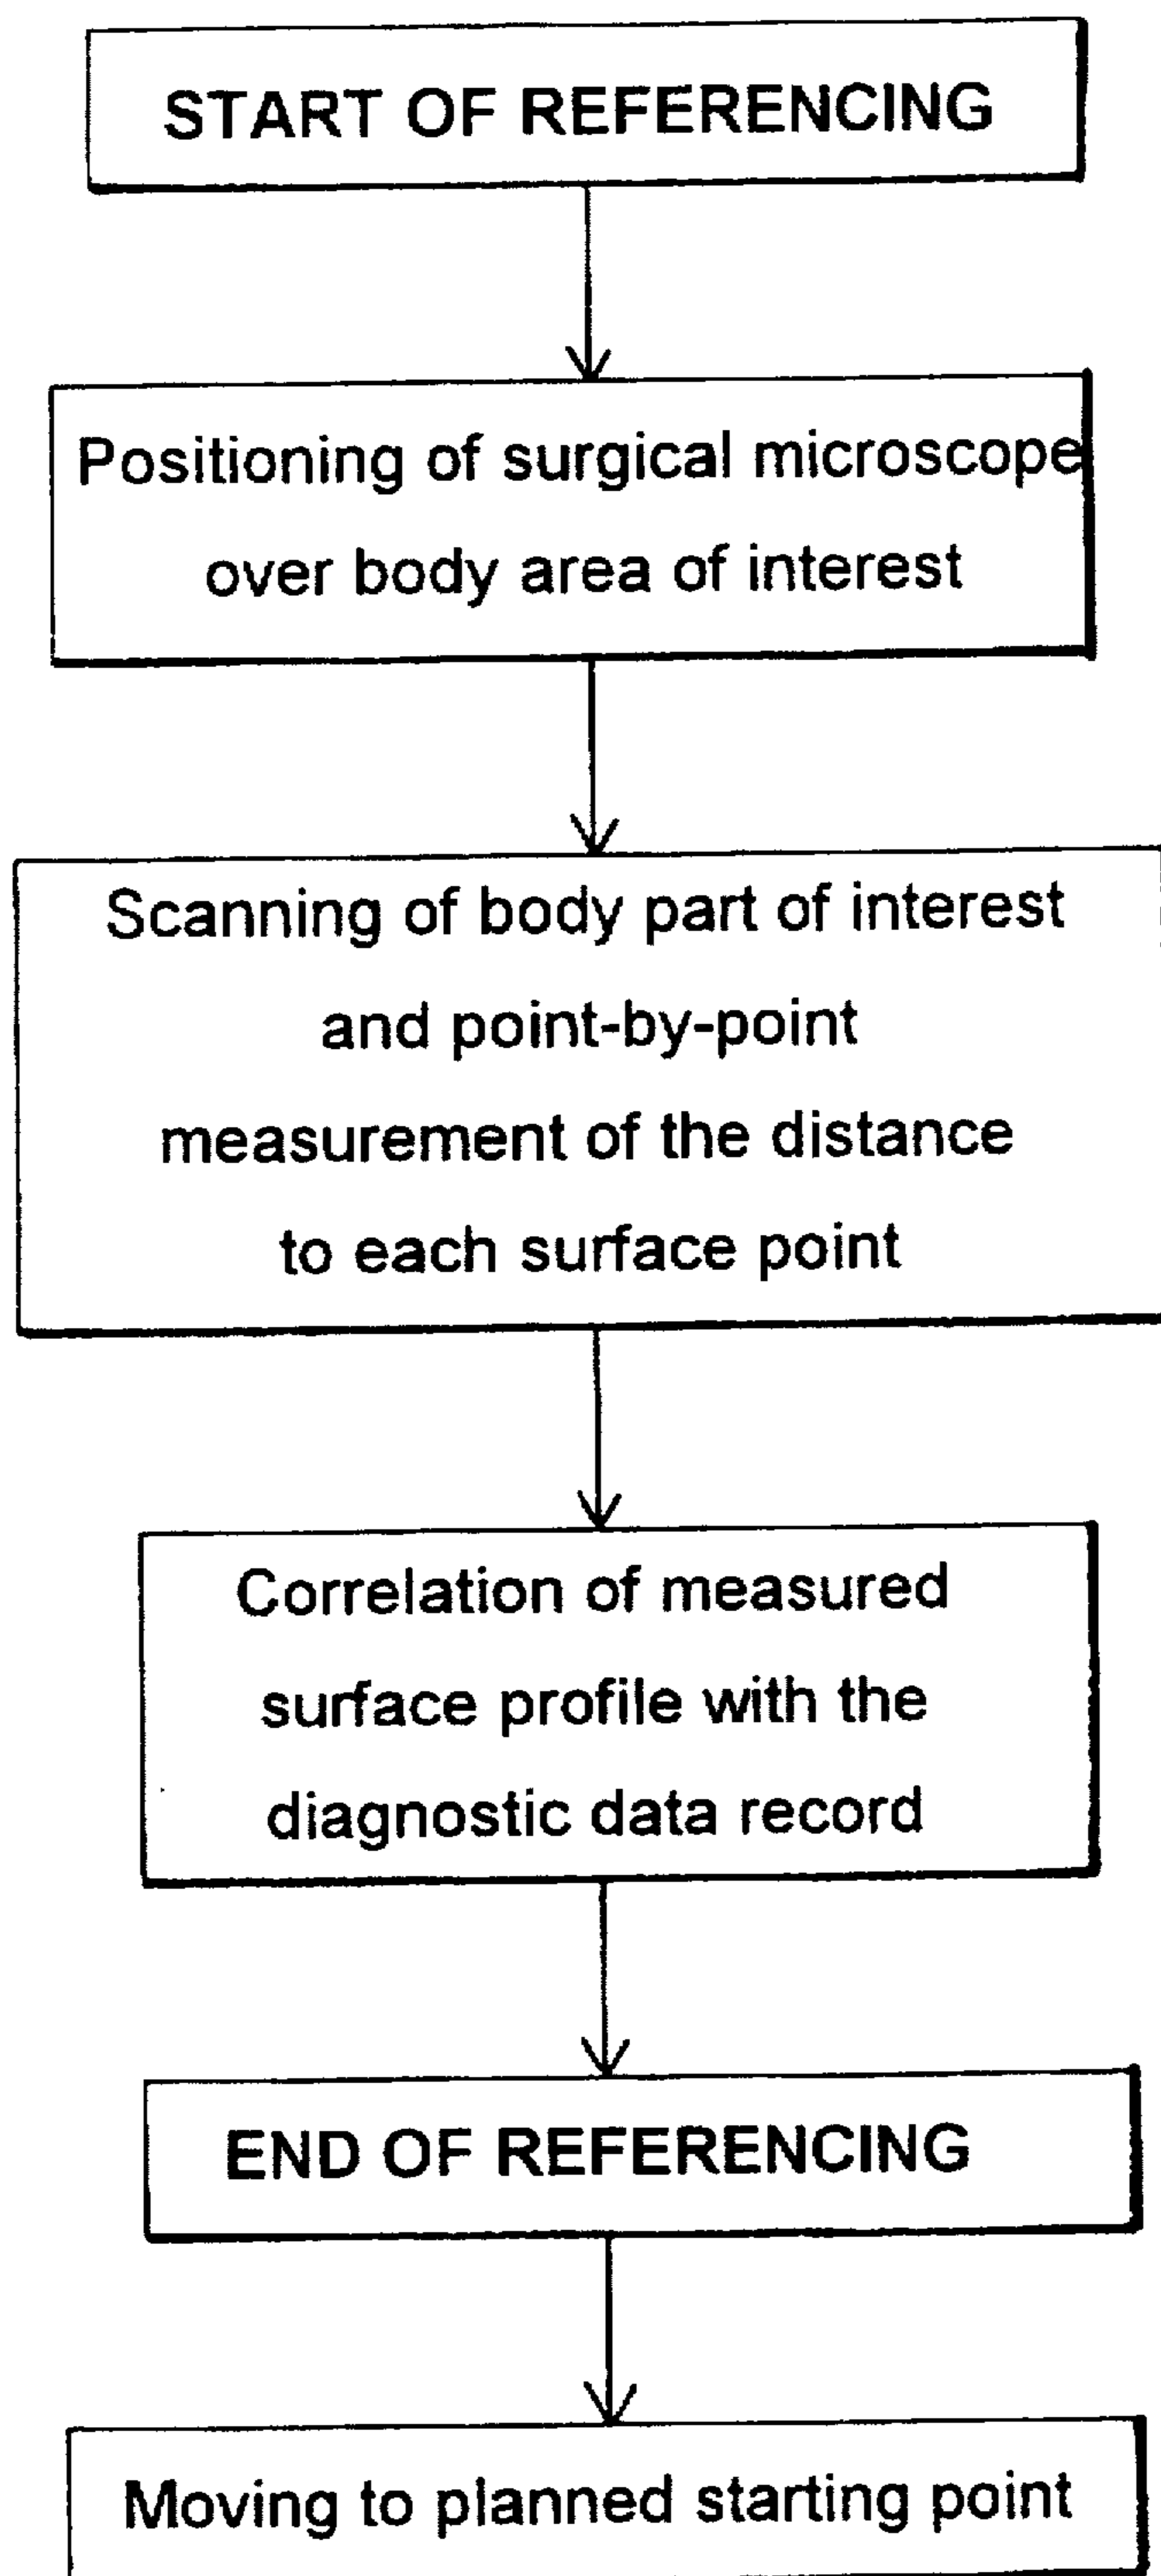 START OF REFERENCING
Positioning of surgical microscope
over body area of interest
Scanning of body part of interest
and point-by-point
measurement of the distance
to each surface point
Correlation of measured
surface profile with the
diagnostic data record
END OF REFERENCING
Moving to planned starting point